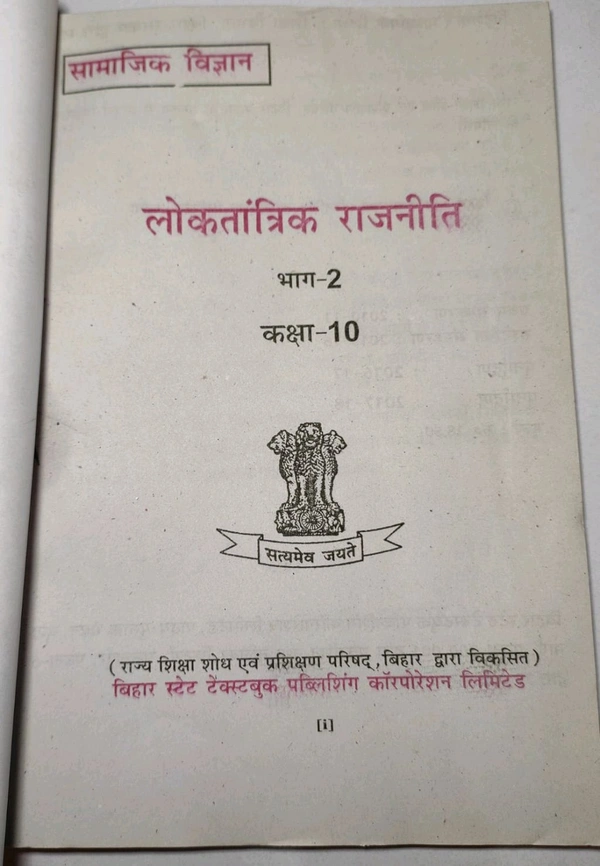 सामाजिक विज्ञान
लोकतांत्रिक राजनीति
भाग-2
कक्षा-10
सत्यमेव जयते
( राज्य शिक्षा शोध एवं प्रशिक्षण परिषद् , बिहार द्वारा विकसित )
बिहार स्टेट टेक्स्टबुक पब्लिशिंग कॉरपोरेशन लिमिटेड
[i]